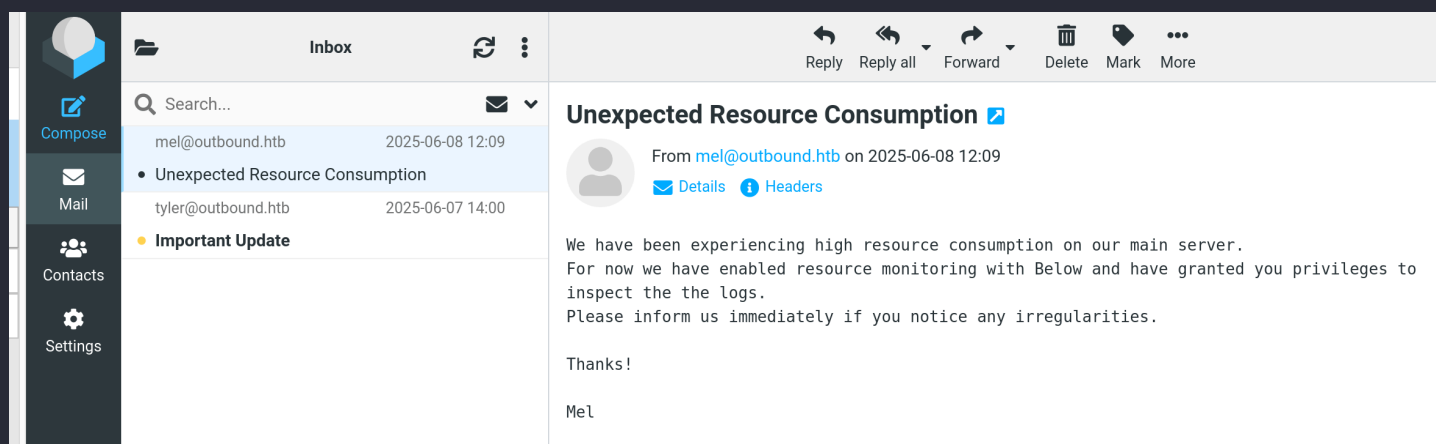 Inbox
Reply
Reply all
Forward
Delete
Mark
More
Compose
Mail
Contacts
Settings
Search...
mel@outbound.htb 2025-06-08 12:09
Unexpected Resource Consumption
tyler@outbound.htb 2025-06-07 14:00
Important Update
Unexpected Resource Consumption
From mel@outbound.htb on 2025-06-08 12:09
Details Headers
We have been experiencing high resource consumption on our main server.
For now we have enabled resource monitoring with Below and have granted you privileges to
inspect the the logs.
Please inform us immediately if you notice any irregularities.
Thanks!
Mel